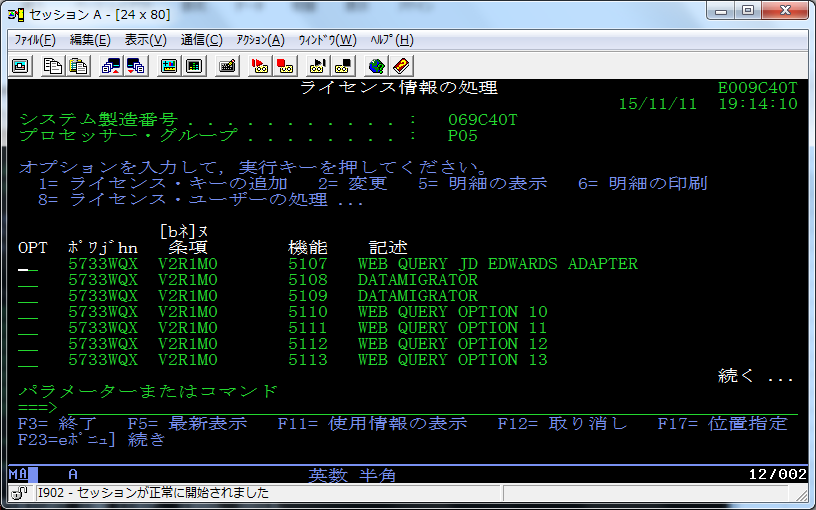 セッション A - [24 x 80]
ﾌｧｲﾙ(F) 編集(E) 表示(V) 通信(C) ｱｸｼｮﾝ(A) ｳｨﾝﾄﾞｳ(W) ﾍﾙﾌﾟ(H)
ライセンス情報の処理 E009C40T
15/11/11 19:14:10
システム製造番号 . . . . . . . . . . . : 069C40T
プロセッサー・グループ . . . . . . . . : P05
オプションを入力して, 実行キーを押してください。
1= ライセンス・キーの追加 2= 変更 5= 明細の表示 6= 明細の印刷
8= ライセンス・ユーザーの処理 ...
[bﾈ]ﾇ
OPT ﾎﾟﾜj゙hn 条項 機能 記述
__ 5733WQX V2R1M0 5107 WEB QUERY JD EDWARDS ADAPTER
__ 5733WQX V2R1M0 5108 DATAMIGRATOR
__ 5733WQX V2R1M0 5109 DATAMIGRATOR
__ 5733WQX V2R1M0 5110 WEB QUERY OPTION 10
__ 5733WQX V2R1M0 5111 WEB QUERY OPTION 11
__ 5733WQX V2R1M0 5112 WEB QUERY OPTION 12
__ 5733WQX V2R1M0 5113 WEB QUERY OPTION 13
続く ...
パラメーターまたはコマンド
===>
F3= 終了 F5= 最新表示 F11= 使用情報の表示 F12= 取り消し F17= 位置指定
F23=eﾎﾟﾆｭ] 続き
MA A 英数 半角 12/002
I902 - セッションが正常に開始されました